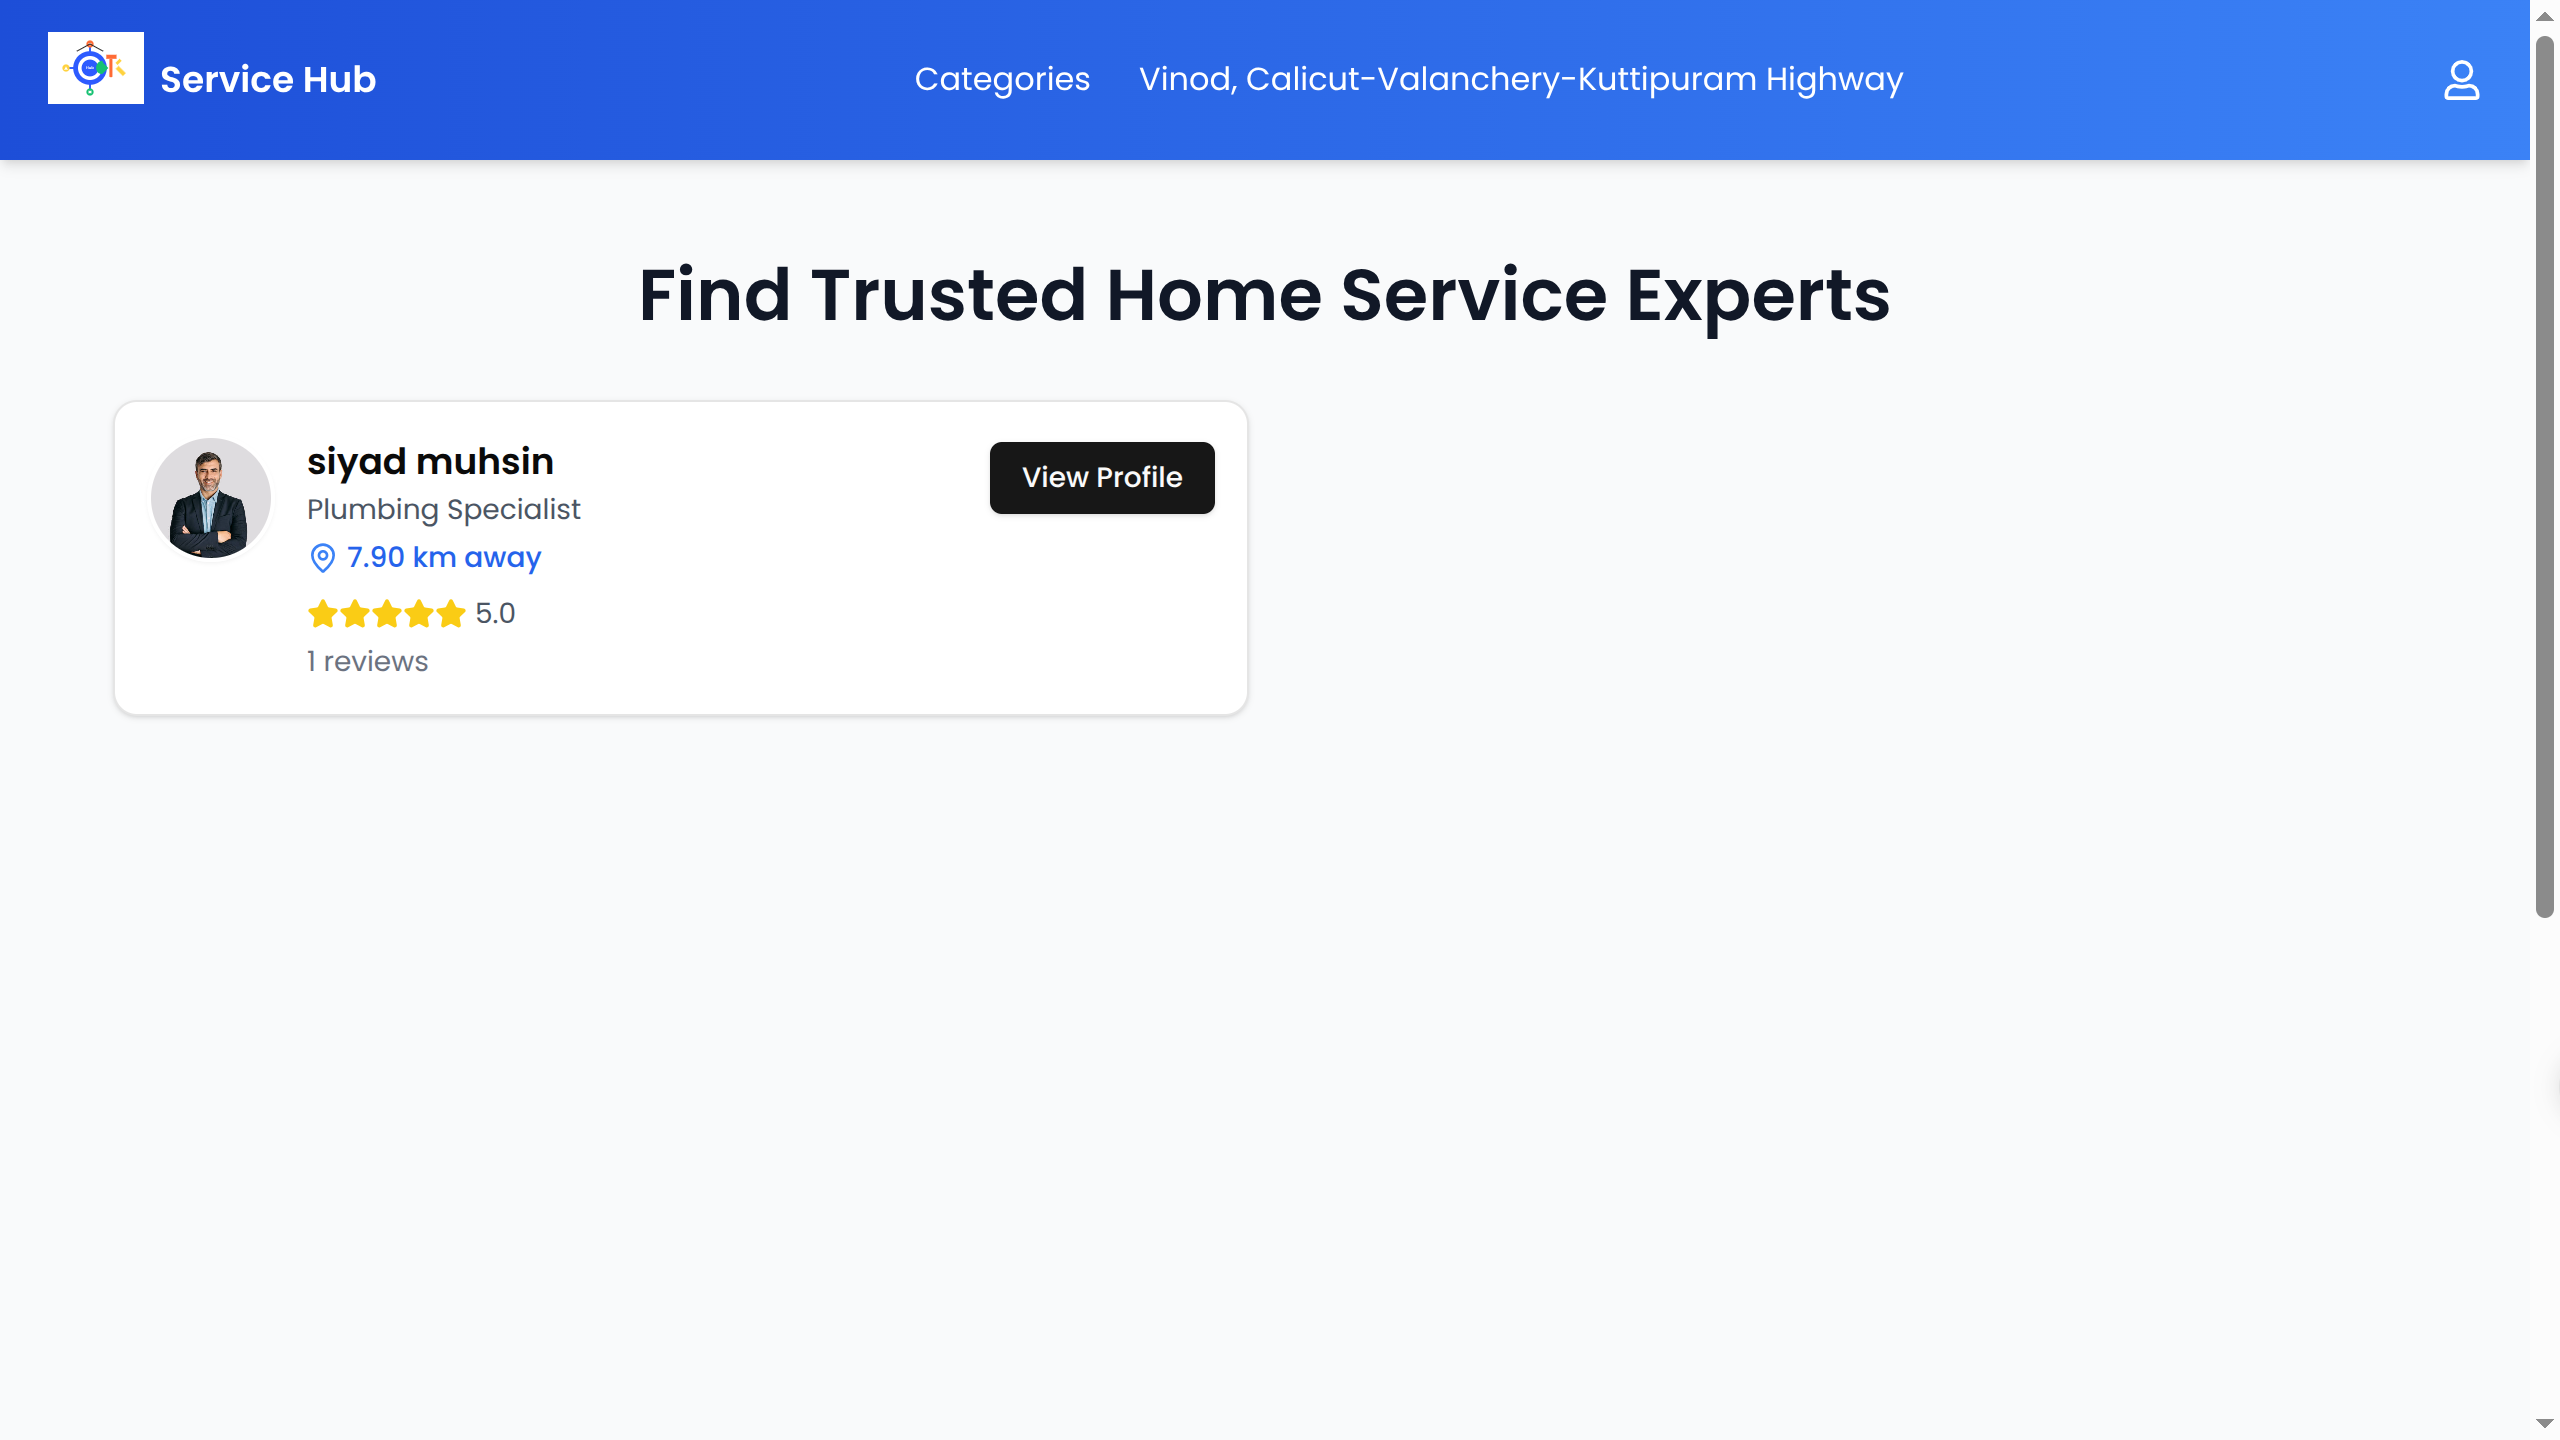 Service Hub
Categories
Vinod, Calicut-Valanchery-Kuttipuram Highway
Find Trusted Home Service Experts
siyad muhsin
View Profile
Plumbing Specialist
7.90 km away
5.0
1 reviews